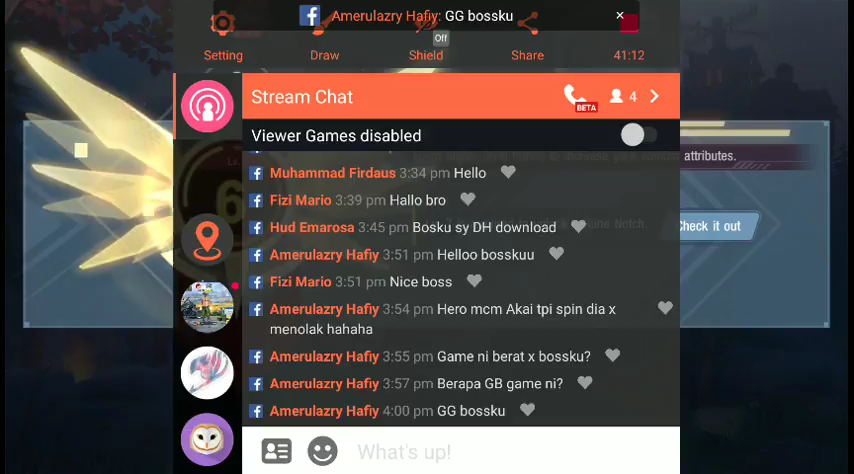 Amerulazry Hafiy: GG bossku ×
Off
Setting Draw Shield Share 41:12
Stream Chat BETA 4
Viewer Games disabled
attributes.
Muhammad Firdaus 3:34 pm Hello
Fizi Mario 3:39 pm Hallo bro
Hud Emarosa 3:45 pm Bosku sy DH download
Check it out
Amerulazry Hafiy 3:51 pm Helloo bosskuu
Fizi Mario 3:51 pm Nice boss
Amerulazry Hafiy 3:54 pm Hero mcm Akai tpi spin dia x
menolak hahaha
Amerulazry Hafiy 3:55 pm Game ni berat x bossku?
Amerulazry Hafiy 3:57 pm Berapa GB game ni?
Amerulazry Hafiy 4:00 pm GG bossku
What's up!